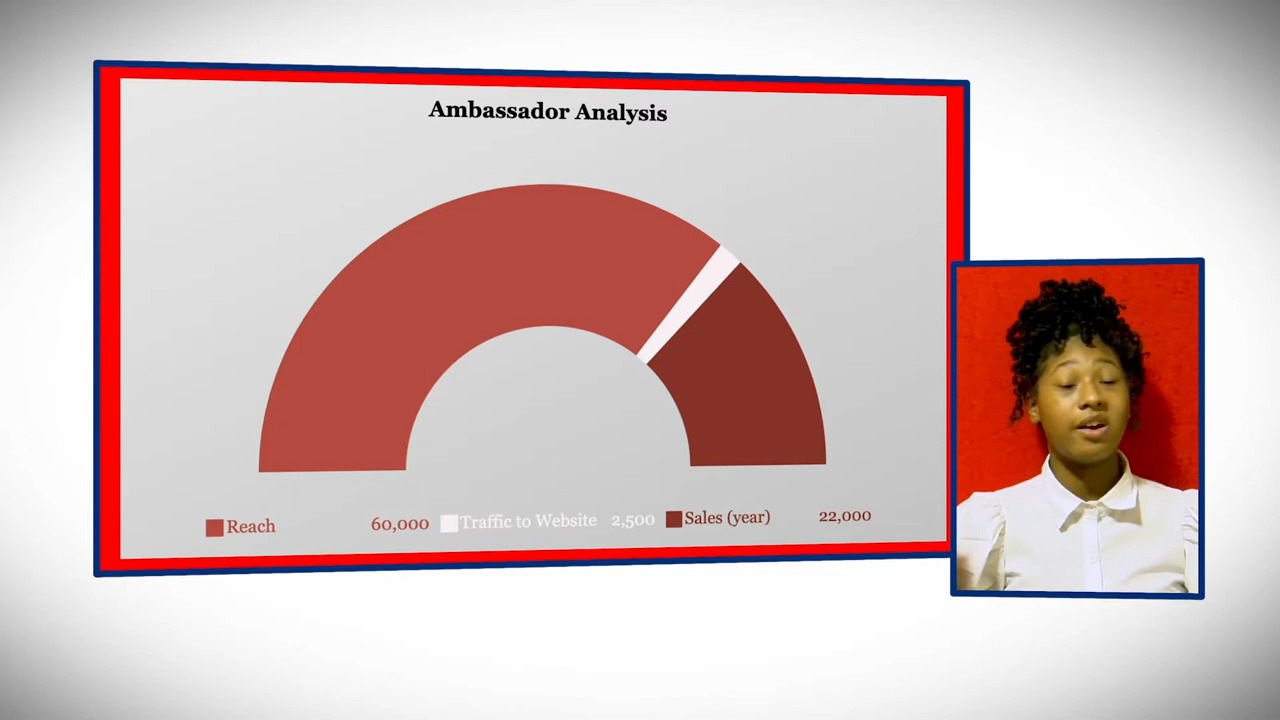 Ambassador Analysis
Reach 60,000 Traffic to Website 2,500 Sales (year) 22,000